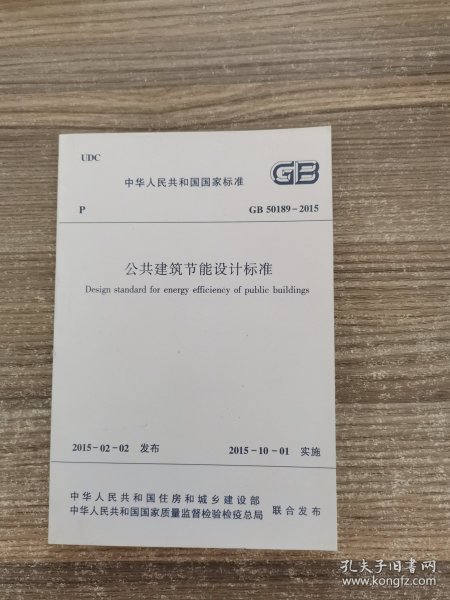 UDC
中华人民共和国国家标准
GB
P
GB 50189-2015
公共建筑节能设计标准
Design standard for energy efficiency of public buildings
2015-02-02 发布
2015-10-01 实施
中华人民共和国住房和城乡建设部
中华人民共和国国家质量监督检验检疫总局
联合发布
孔夫子旧书网
www.kongfz.com